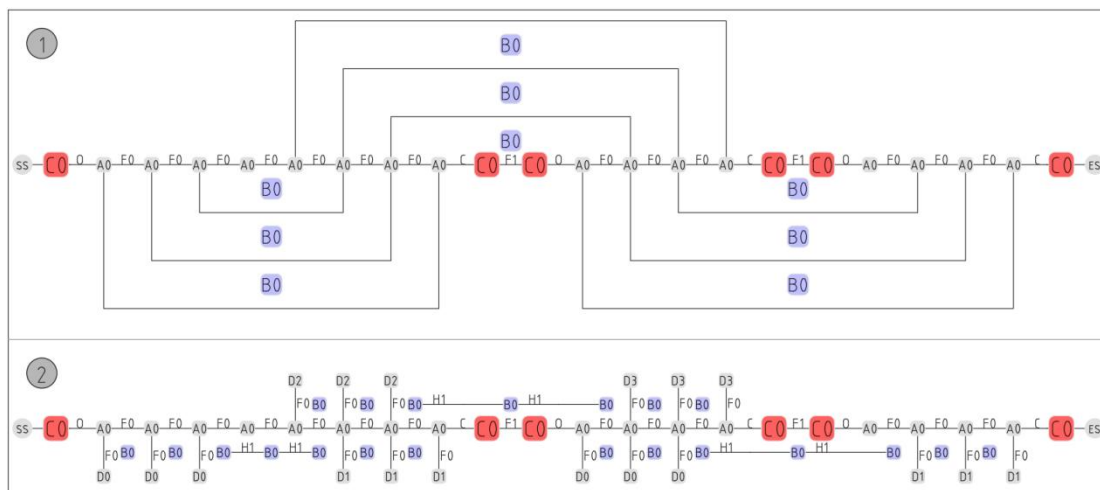 1
B0
B0
B0
SS C0 O A0 F0 A0 F0 A0 F0 A0 F0 A0 F0 A0 F0 A0 F0 A0 C C0 F1 C0 O A0 F0 A0 F0 A0 F0 A0 C C0 F1 C0 O A0 F0 A0 F0 A0 F0 A0 C C0 ES
B0 B0
B0 B0
B0 B0
2
D2 D2 D2 D3 D3 D3
F0 B0 F0 B0 F0 B0 H1 B0 H1 B0 F0 B0 F0 B0 F0
SS C0 O A0 F0 A0 F0 A0 F0 A0 F0 A0 F0 A0 F0 A0 F0 A0 C C0 F1 C0 O A0 F0 A0 F0 A0 F0 A0 C C0 F1 C0 O A0 F0 A0 F0 A0 F0 A0 C C0 ES
F0 B0 F0 B0 F0 B0 H1 B0 H1 B0 F0 B0 F0 B0 F0 F0 B0 F0 B0 F0 B0 H1 B0 H1 B0 F0 B0 F0 B0 F0
D0 D0 D0 D1 D1 D1 D0 D0 D0 D1 D1 D1